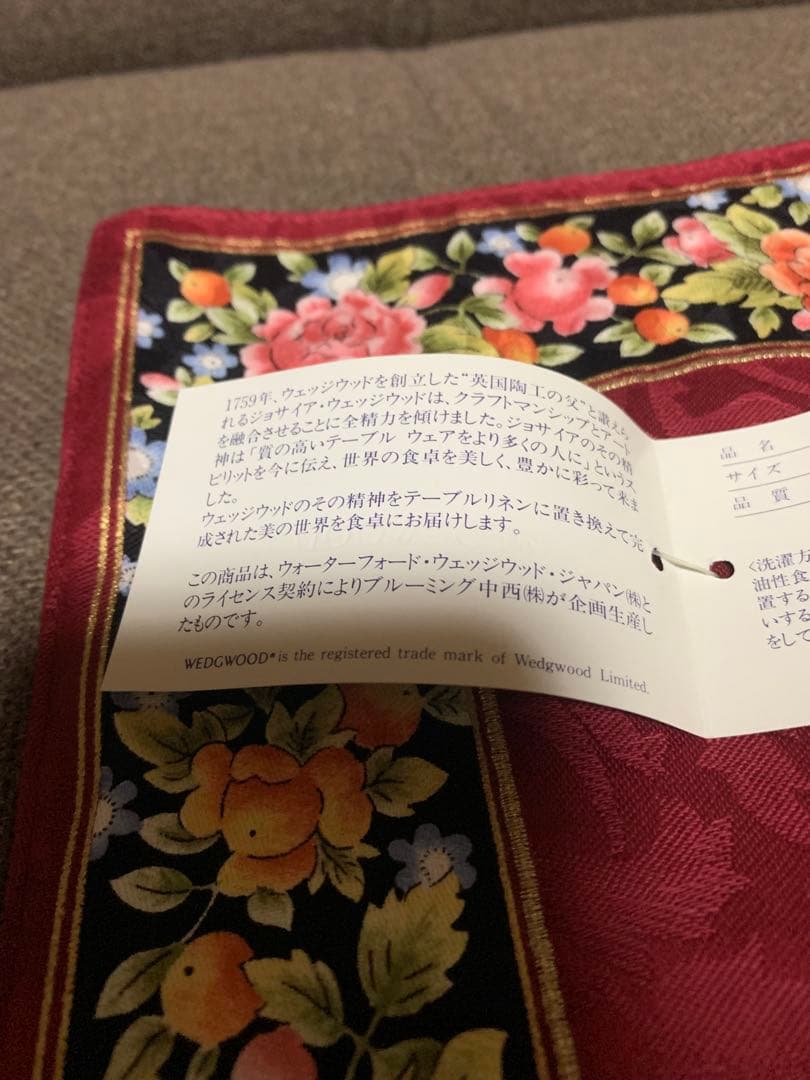 1759年、ウェッジウッドを創立した“英国陶工の父”と讃えら
れるジョサイア・ウェッジウッドは、クラフトマンシップとアート
を融合させることに全精力を傾けました。ジョサイアのその精
神は「質の高いテーブル ウェアをより多くの人に」というス
ピリットを今に伝え、世界の食卓を美しく、豊かに彩って来ま
した。
ウェッジウッドのその精神をテーブルリネンに置き換えて完
成された美の世界を食卓にお届けします。
この商品は、ウォーターフォード・ウェッジウッド・ジャパン㈱と
のライセンス契約によりブルーミング中西㈱が企画生産し
たものです。
WEDGWOOD® is the registered trade mark of Wedgwood Limited.
品名
サイズ
品質
〈洗濯方
油性食
置する
いする
をして